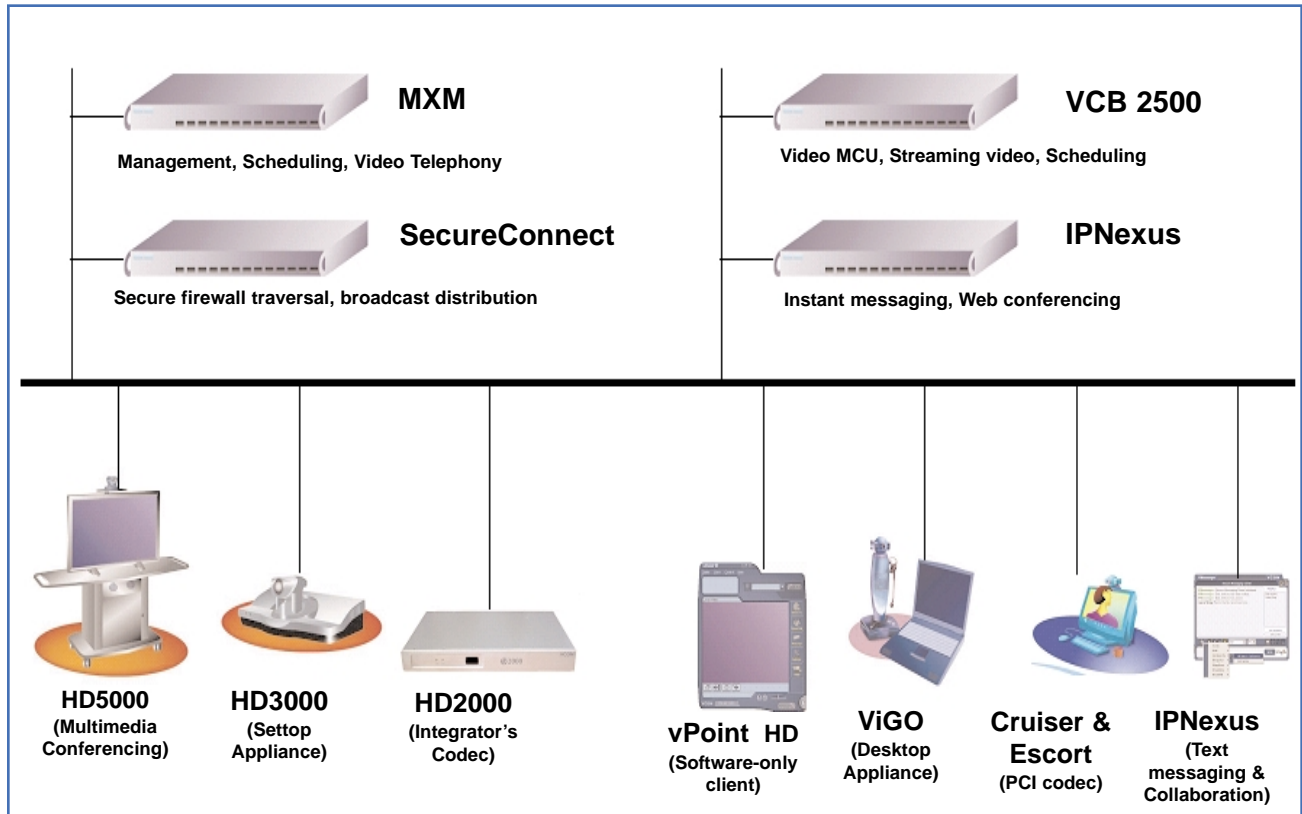 MXM
Management, Scheduling, Video Telephony
VCB 2500
Video MCU, Streaming video, Scheduling
SecureConnect
Secure firewall traversal, broadcast distribution
IPNexus
Instant messaging, Web conferencing
HD5000
(Multimedia
Conferencing)
HD3000
(Settop
Appliance)
HD2000
(Integrator's
Codec)
vPoint HD
(Software-only
client)
ViGO
(Desktop
Appliance)
Cruiser &
Escort
(PCI codec)
IPNexus
(Text
messaging &
Collaboration)